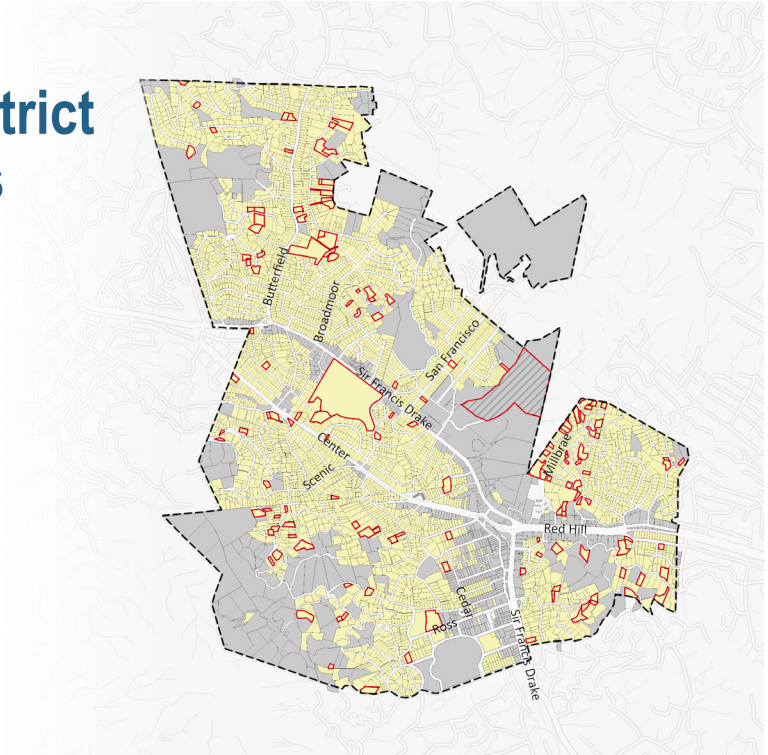 trict
s
Butterfield
Broadmoor
San Francisco
Sir Francis Drake
Center
Scenic
Millbrae
Red Hill
Cedar
Ross
Sir Francis Drake